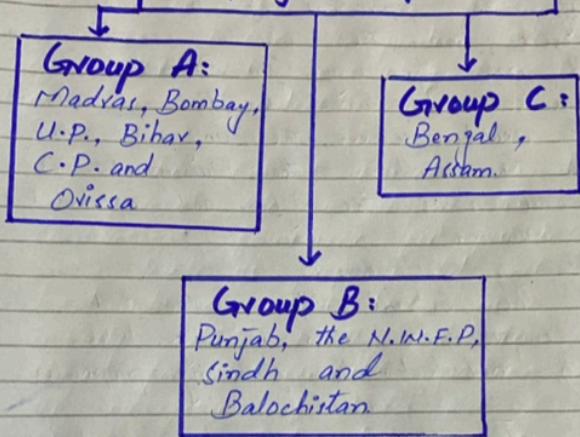 Group A:
Madras, Bombay,
U.P., Bihar,
C.P. and
Orissa
Group C:
Bengal,
Assam.
Group B:
Punjab, the N.W.F.P,
Sindh and
Balochistan.